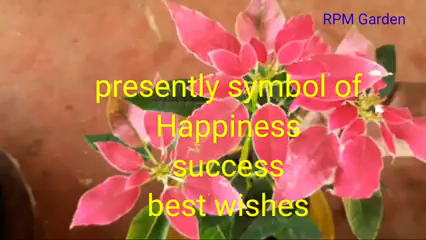 RPM Garden
presently symbol of
Happiness
success
best wishes